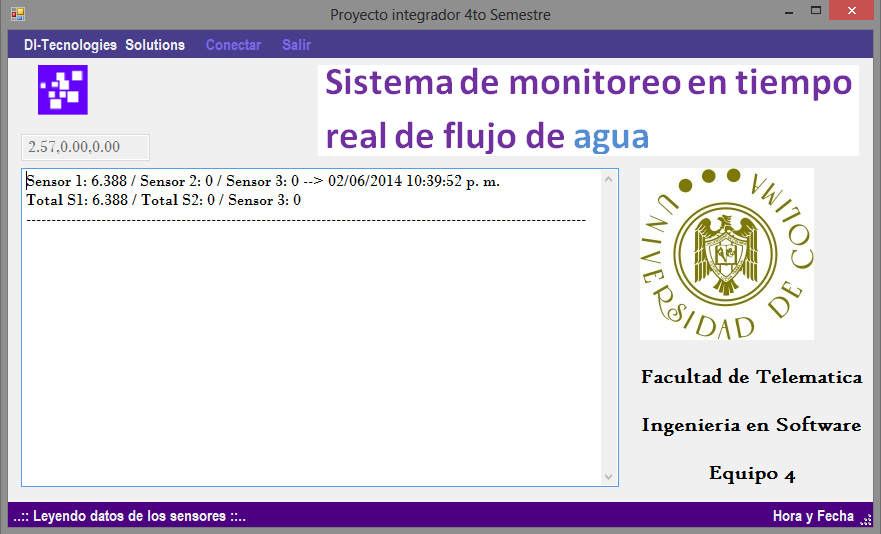 Proyecto integrador 4to Semestre
DI-Tecnologies Solutions Conectar Salir
Sistema de monitoreo en tiempo
real de flujo de agua
2.57,0.00,0.00
Sensor 1: 6.388 / Sensor 2: 0 / Sensor 3: 0 --> 02/06/2014 10:39:52 p. m.
Total S1: 6.388 / Total S2: 0 / Sensor 3: 0
------------------------------------------------------------------------------------------------------------
UNIVERSIDAD DE COLIMA
Facultad de Telematica
Ingenieria en Software
Equipo 4
..:: Leyendo datos de los sensores ::..
Hora y Fecha